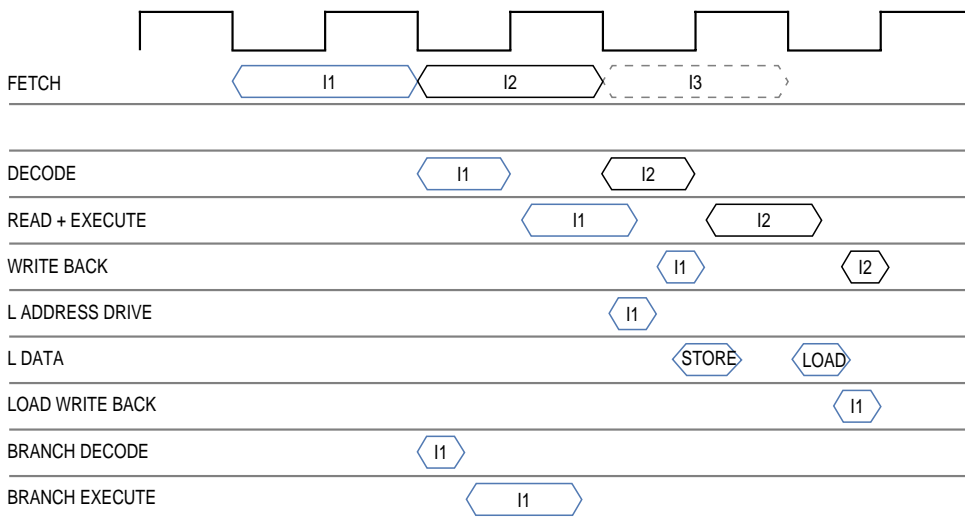 FETCH I1 I2 I3
DECODE I1 I2
READ + EXECUTE I1 I2
WRITE BACK I1 I2
L ADDRESS DRIVE I1
L DATA STORE LOAD
LOAD WRITE BACK I1
BRANCH DECODE I1
BRANCH EXECUTE I1